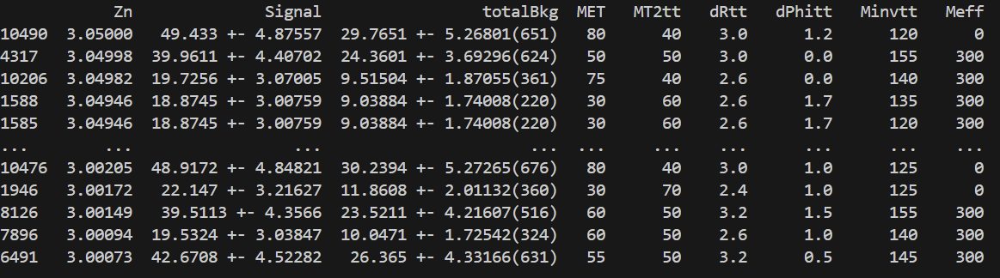 Zn Signal totalBkg MET MT2tt dRtt dPhitt Minvtt Meff
10490 3.05000 49.433 +- 4.87557 29.7651 +- 5.26801(651) 80 40 3.0 1.2 120 0
4317 3.04998 39.9611 +- 4.40702 24.3601 +- 3.69296(624) 50 50 3.0 0.0 155 300
10206 3.04982 19.7256 +- 3.07005 9.51504 +- 1.87055(361) 75 40 2.6 0.0 140 300
1588 3.04946 18.8745 +- 3.00759 9.03884 +- 1.74008(220) 30 60 2.6 1.7 135 300
1585 3.04946 18.8745 +- 3.00759 9.03884 +- 1.74008(220) 30 60 2.6 1.7 120 300
... ... ... ... ... ... ... ... ... ...
10476 3.00205 48.9172 +- 4.84821 30.2394 +- 5.27265(676) 80 40 3.0 1.0 125 0
1946 3.00172 22.147 +- 3.21627 11.8608 +- 2.01132(360) 30 70 2.4 1.0 125 0
8126 3.00149 39.5113 +- 4.3566 23.5211 +- 4.21607(516) 60 50 3.2 1.5 155 300
7896 3.00094 19.5324 +- 3.03847 10.0471 +- 1.72542(324) 60 50 2.6 1.0 140 300
6491 3.00073 42.6708 +- 4.52282 26.365 +- 4.33166(631) 55 50 3.2 0.5 145 300